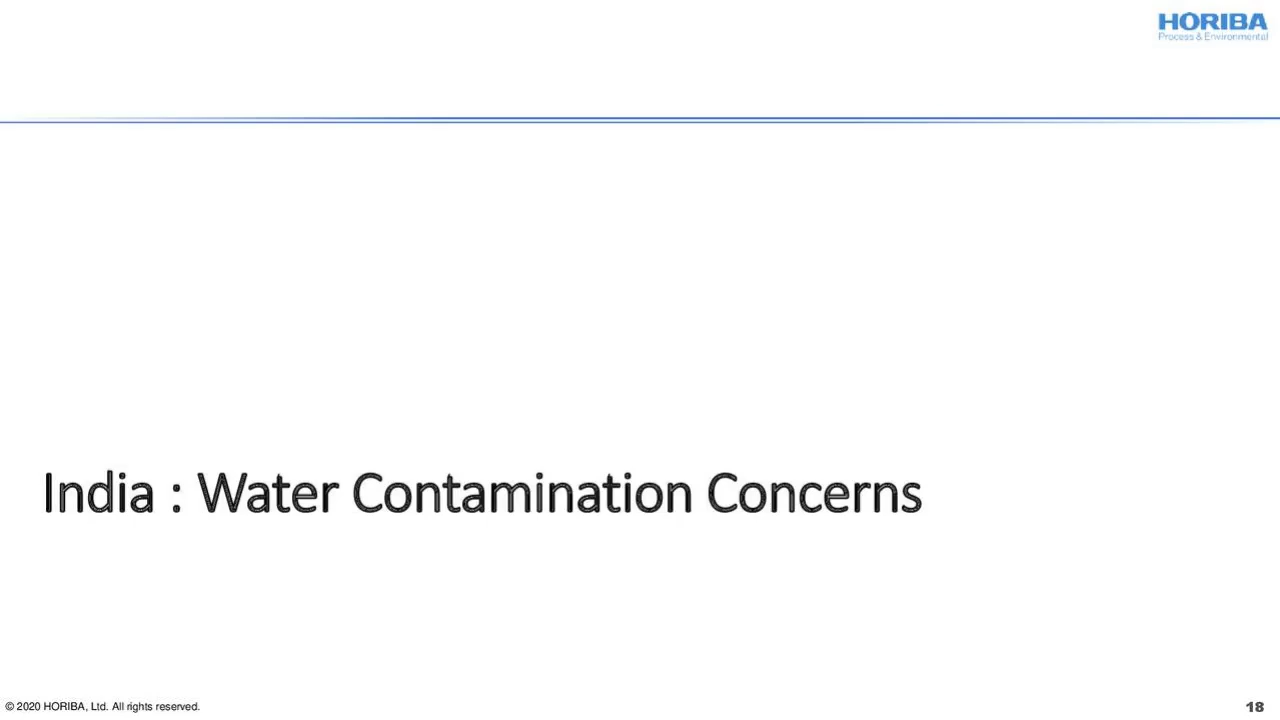 HORIBA
Process & Environmental
India : Water Contamination Concerns
© 2020 HORIBA, Ltd. All rights reserved.
18